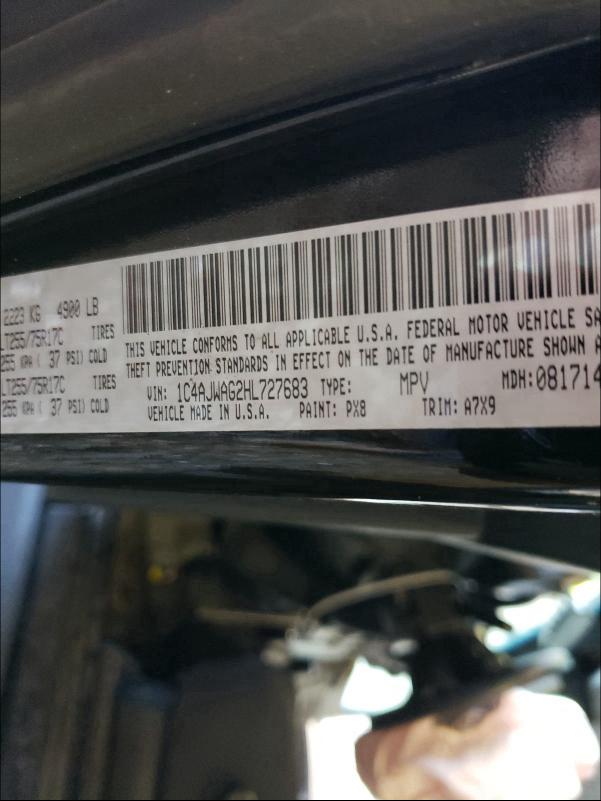 2223 KG 4900 LB
LT255/75R17C TIRES
255 KPA ( 37 PSI) COLD
LT255/75R17C TIRES
255 KPA ( 37 PSI) COLD
THIS VEHICLE CONFORMS TO ALL APPLICABLE U.S.A. FEDERAL MOTOR VEHICLE SA
THEFT PREVENTION STANDARDS IN EFFECT ON THE DATE OF MANUFACTURE SHOWN A
VIN: 1C4AJWAG2HL727683 TYPE: MPV MDH:081714
VEHICLE MADE IN U.S.A. PAINT: PX8 TRIM: A7X9